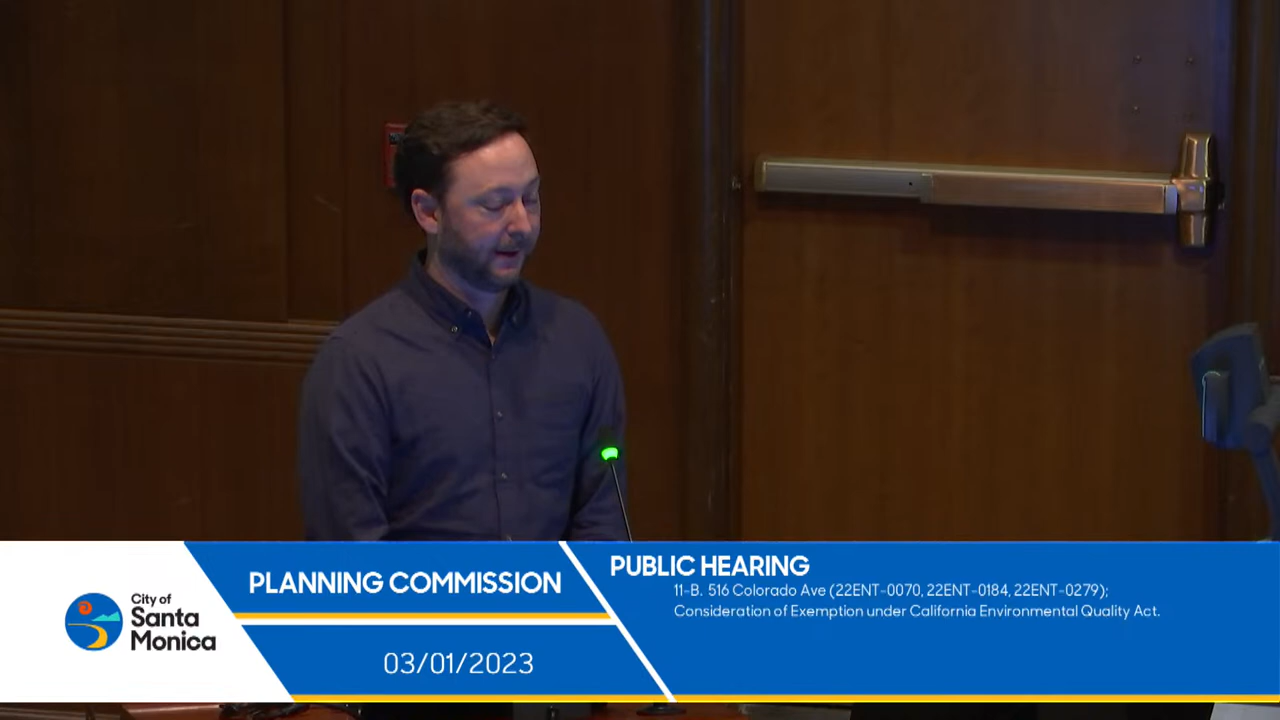 City of
Santa
Monica
PLANNING COMMISSION
03/01/2023
PUBLIC HEARING
11-B. 516 Colorado Ave (22ENT-0070, 22ENT-0184, 22ENT-0279);
Consideration of Exemption under California Environmental Quality Act.